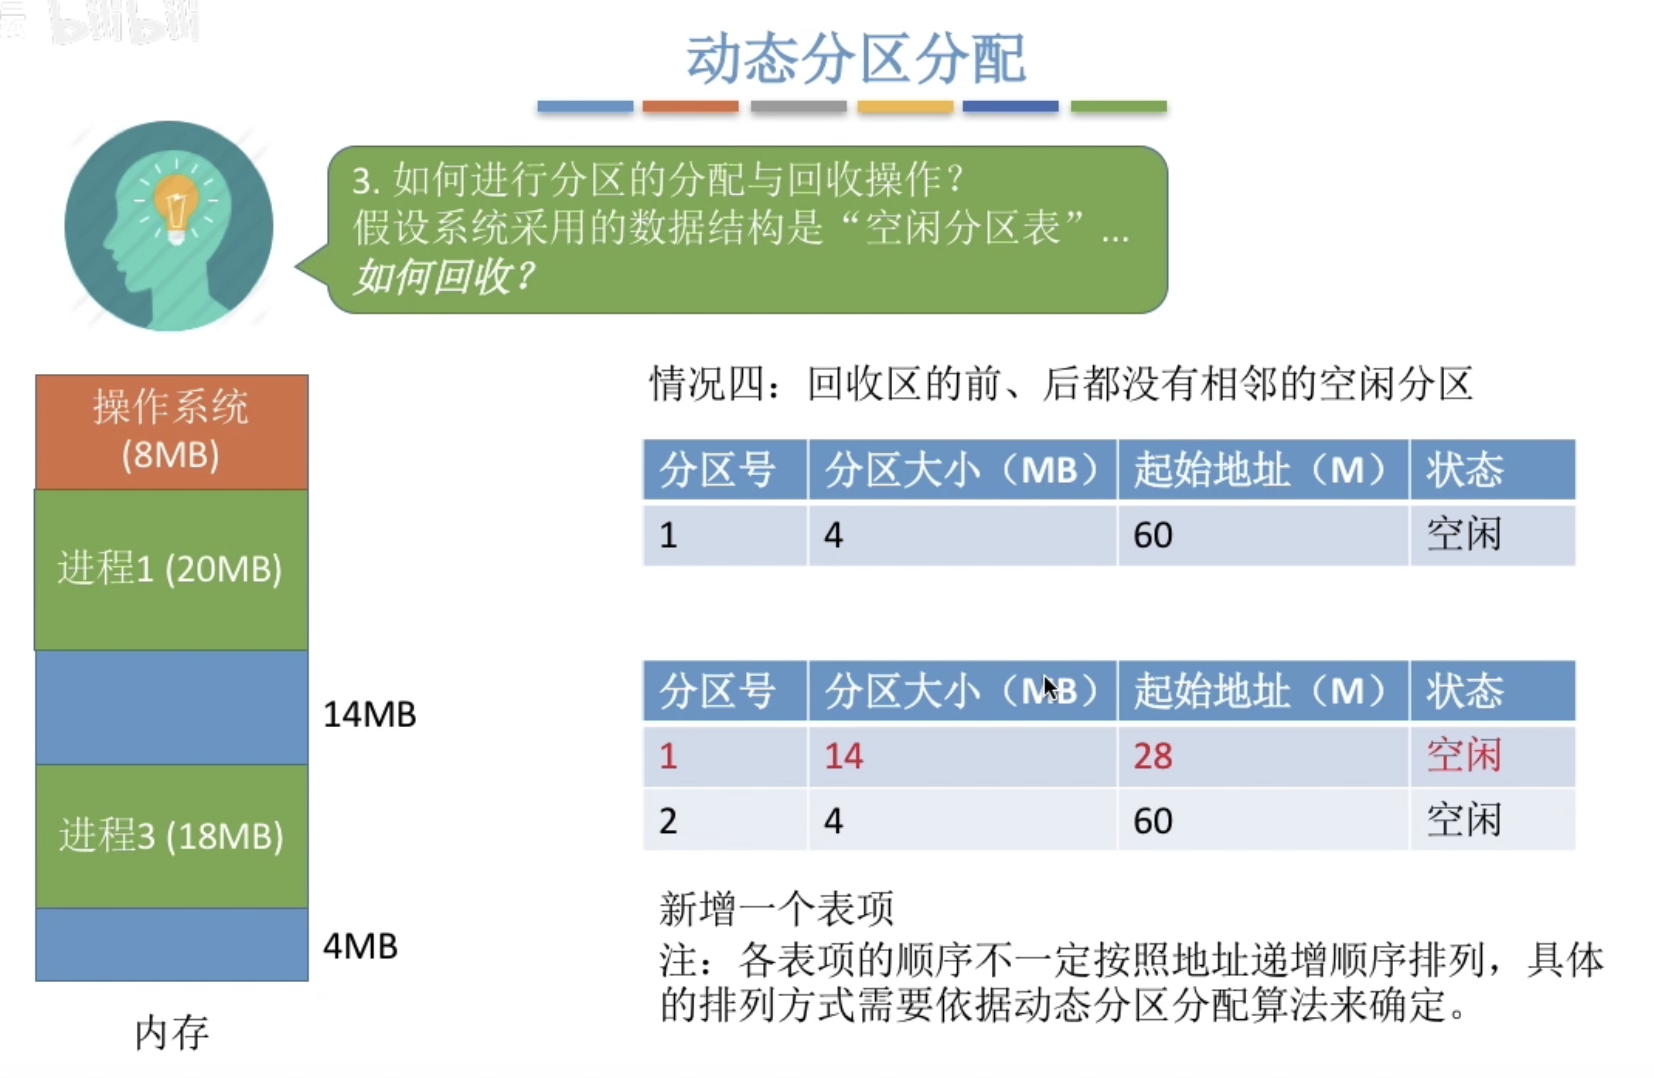 bilibili
动态分区分配
3. 如何进行分区的分配与回收操作？
假设系统采用的数据结构是“空闲分区表”...
如何回收？
操作系统
(8MB)
进程1 (20MB)
14MB
进程3 (18MB)
4MB
内存
情况四：回收区的前、后都没有相邻的空闲分区
分区号 分区大小（MB） 起始地址（M） 状态
1 4 60 空闲
分区号 分区大小（MB） 起始地址（M） 状态
1 14 28 空闲
2 4 60 空闲
新增一个表项
注：各表项的顺序不一定按照地址递增顺序排列，具体
的排列方式需要依据动态分区分配算法来确定。